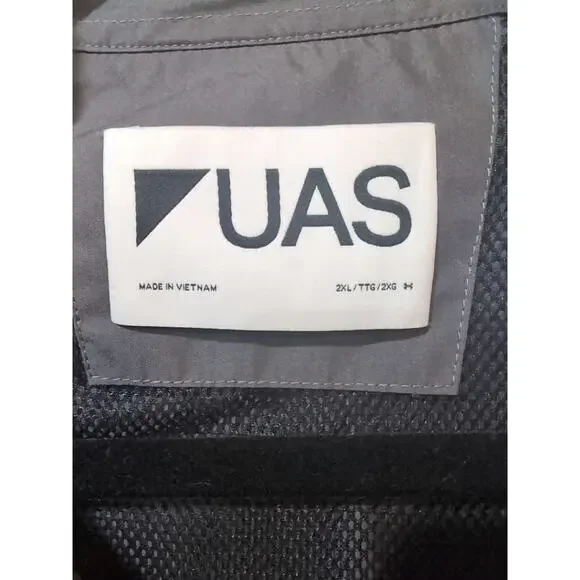 UAS
MADE IN VIETNAM 2XL/TTG/2XG